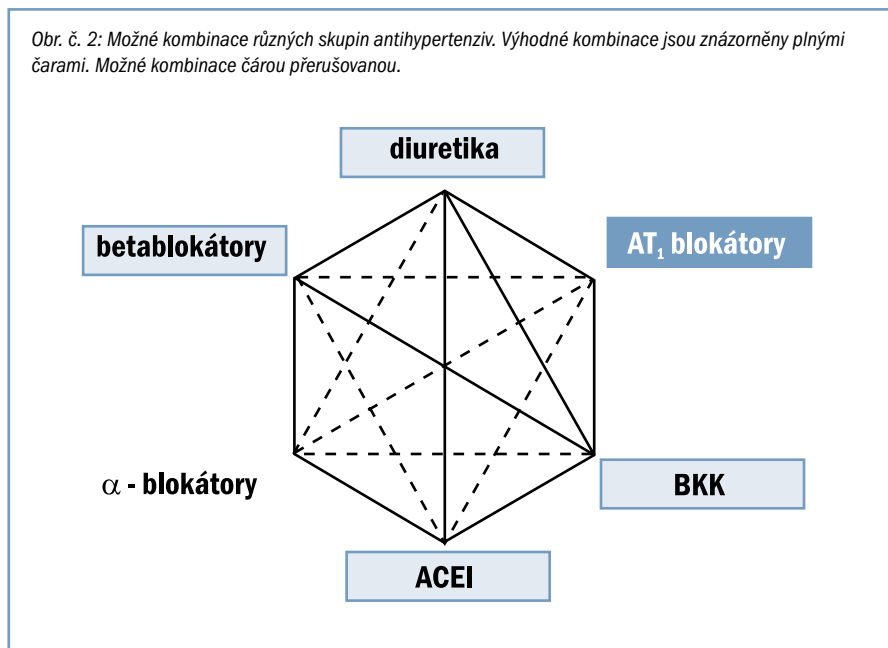 Obr. č. 2: Možné kombinace různých skupin antihypertenziv. Výhodné kombinace jsou znázorněny plnými
čarami. Možné kombinace čárou přerušovanou.
diuretika
betablokátory
AT₁ blokátory
α - blokátory
BKK
ACEI